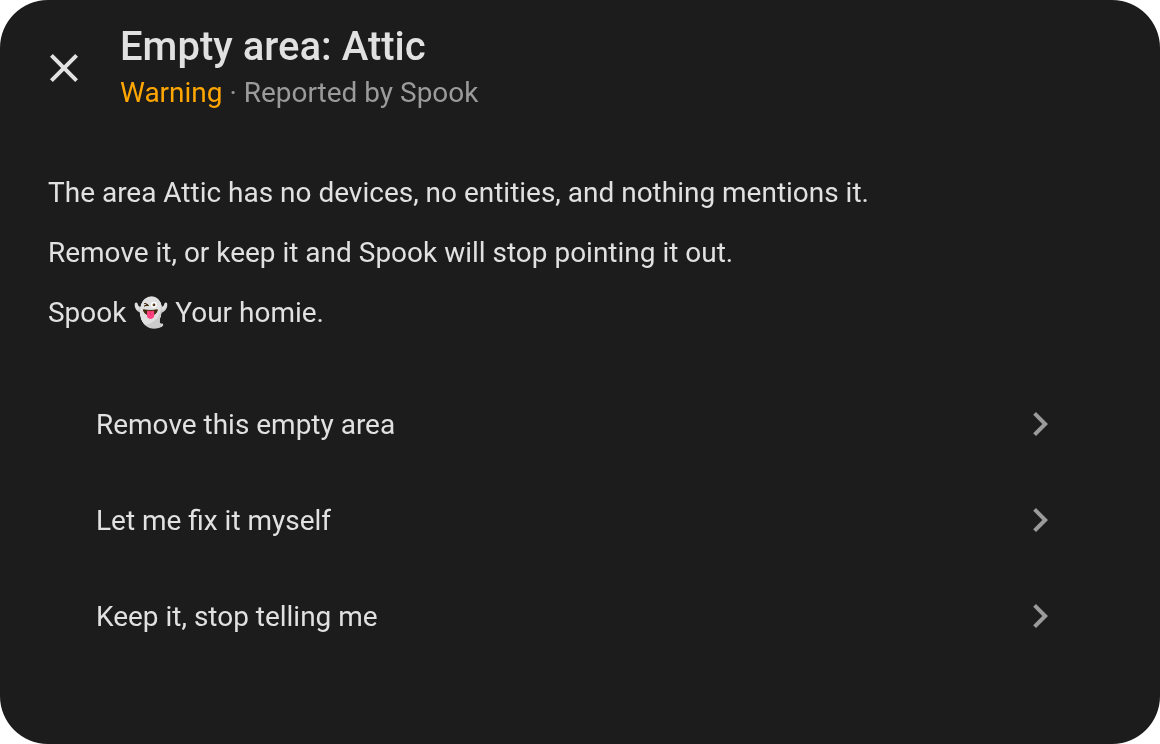 Empty area: Attic
Warning · Reported by Spook
The area Attic has no devices, no entities, and nothing mentions it.
Remove it, or keep it and Spook will stop pointing it out.
Spook 👻 Your homie.
Remove this empty area
Let me fix it myself
Keep it, stop telling me